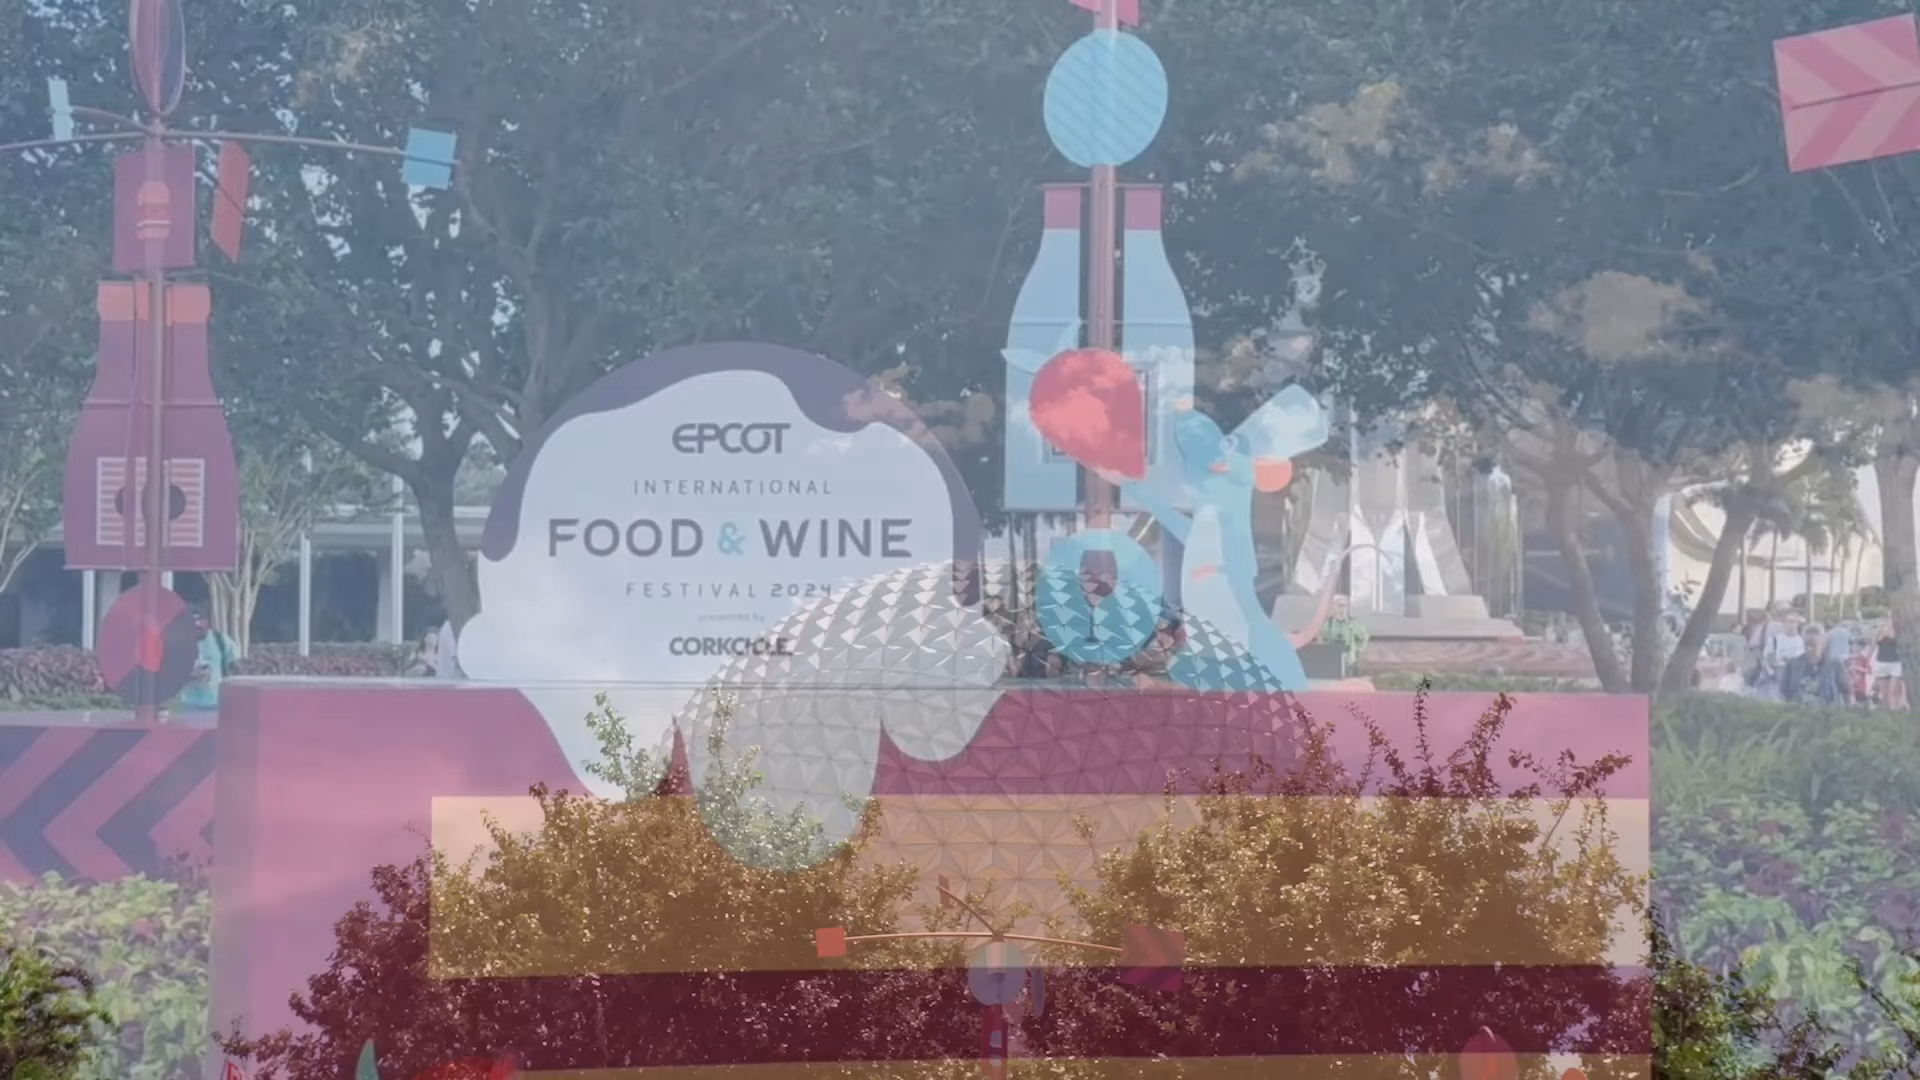 EPCOT
INTERNATIONAL
FOOD & WINE
FESTIVAL 2024
presented by
CORKCICLE.